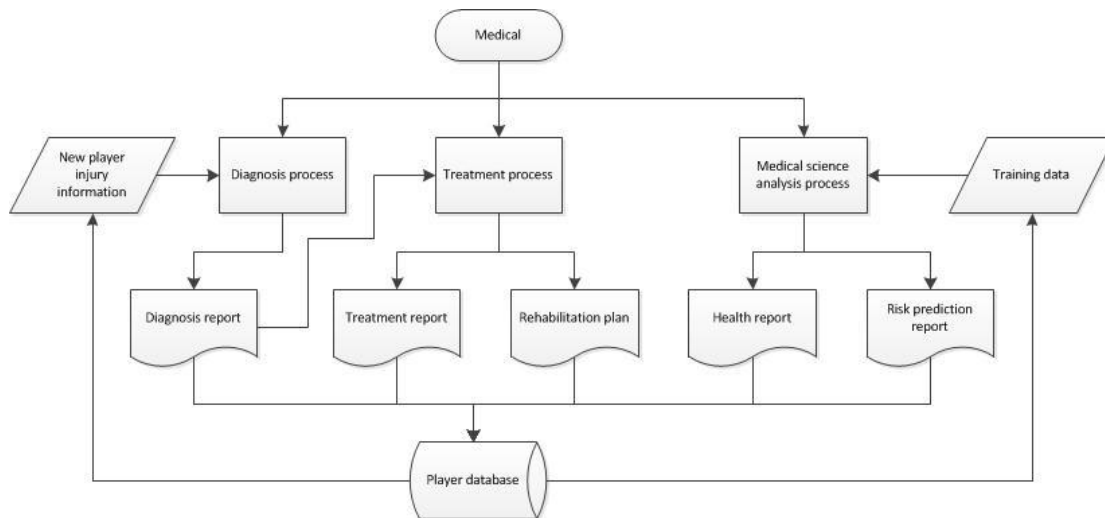 Medical
New player
injury
information
Diagnosis process
Treatment process
Medical science
analysis process
Training data
Diagnosis report
Treatment report
Rehabilitation plan
Health report
Risk prediction
report
Player database